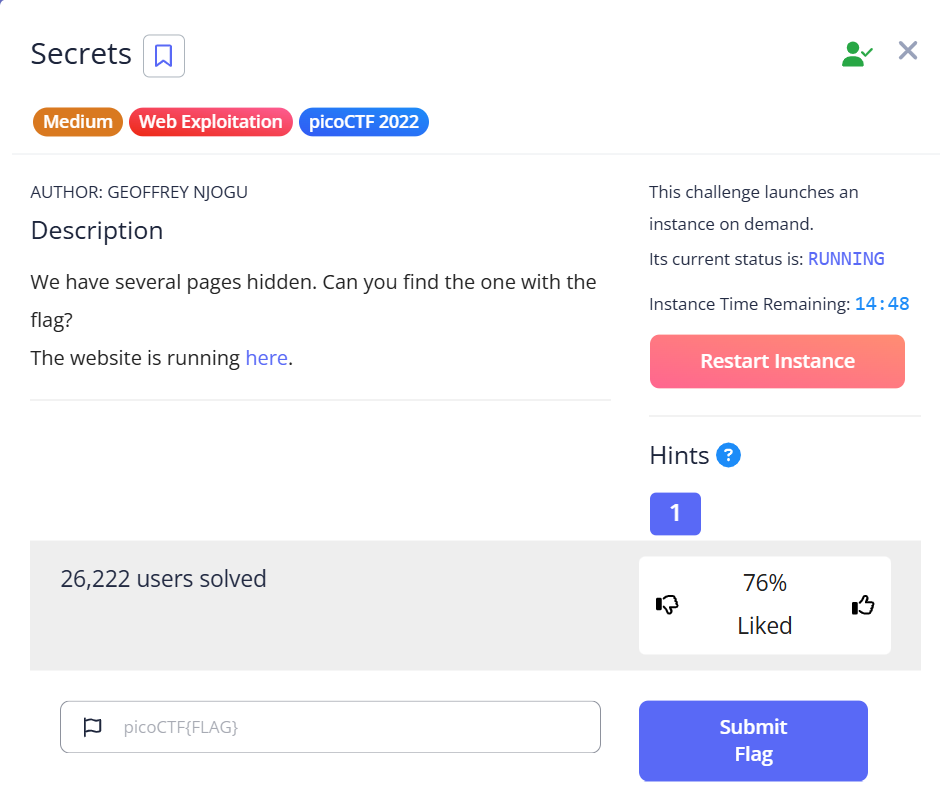 Secrets
Medium Web Exploitation picoCTF 2022
AUTHOR: GEOFFREY NJOGU
Description
We have several pages hidden. Can you find the one with the
flag?
The website is running here.
This challenge launches an
instance on demand.
Its current status is: RUNNING
Instance Time Remaining: 14:48
Restart Instance
Hints ?
1
26,222 users solved
76%
Liked
picoCTF{FLAG}
Submit
Flag